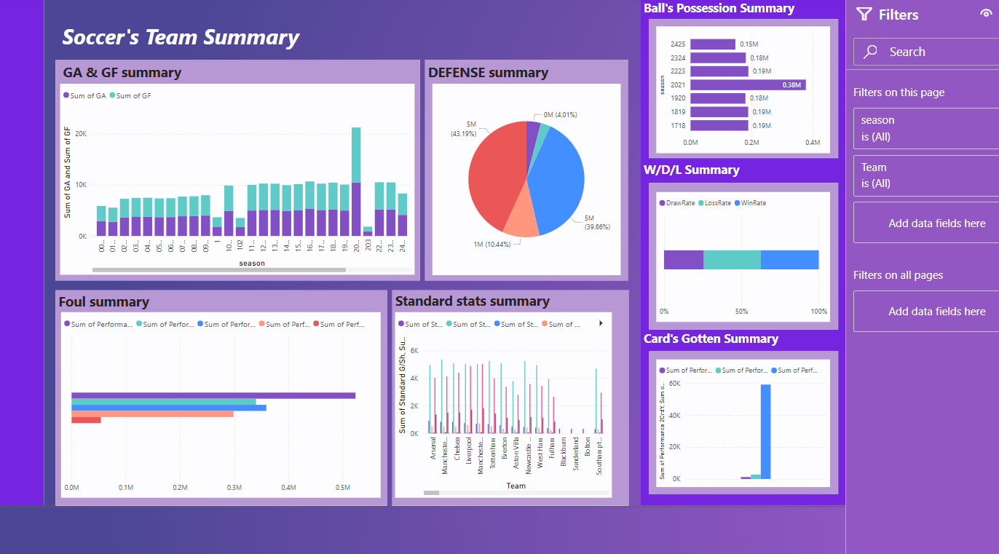 Soccer's Team Summary
GA & GF summary
Sum of GA Sum of GF
Sum of GA and Sum of GF
20K
10K
0K
00...
01...
02...
03...
04...
05...
06...
07...
08...
09...
1
10...
102
11...
12...
13...
14...
15...
16...
17...
18...
19...
20...
203
22...
23...
24...
season
DEFENSE summary
0M (4.01%)
5M
(43.19%)
5M
(39.66%)
1M (10.44%)
Foul summary
Sum of Performa... Sum of Perfor... Sum of Perfor... Sum of Perf... Sum of Perf...
0.0M 0.1M 0.2M 0.3M 0.4M 0.5M
Standard stats summary
Sum of St... Sum of St... Sum of St... Sum of ...
Sum of Standard G/Sh, Su...
6K
4K
2K
0K
Arsenal
Mancheste...
Chelsea
Liverpool
Mancheste...
Tottenham
Everton
Aston Villa
Newcastle ...
West Ham
Fulham
Blackburn
Sunderland
Bolton
Southampt...
Team
Ball's Possession Summary
season
2425 0.15M
2324 0.18M
2223 0.19M
2021 0.38M
1920 0.18M
1819 0.19M
1718 0.19M
0.0M 0.2M 0.4M
W/D/L Summary
DrawRate LossRate WinRate
0% 50% 100%
Card's Gotten Summary
Sum of Perfor... Sum of Perfor... Sum of Perf...
Sum of Performance 2CrdY, Sum o...
60K
40K
20K
0K
Filters
Search
Filters on this page
season
is (All)
Team
is (All)
Add data fields here
Filters on all pages
Add data fields here